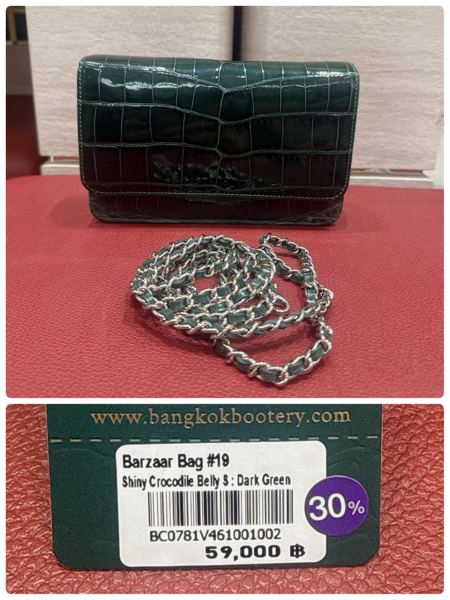 www.bangkokbootery.com
Barzaar Bag #19
Shiny Crocodile Belly S : Dark Green
30%
BC0781V461001002
59,000 ฿